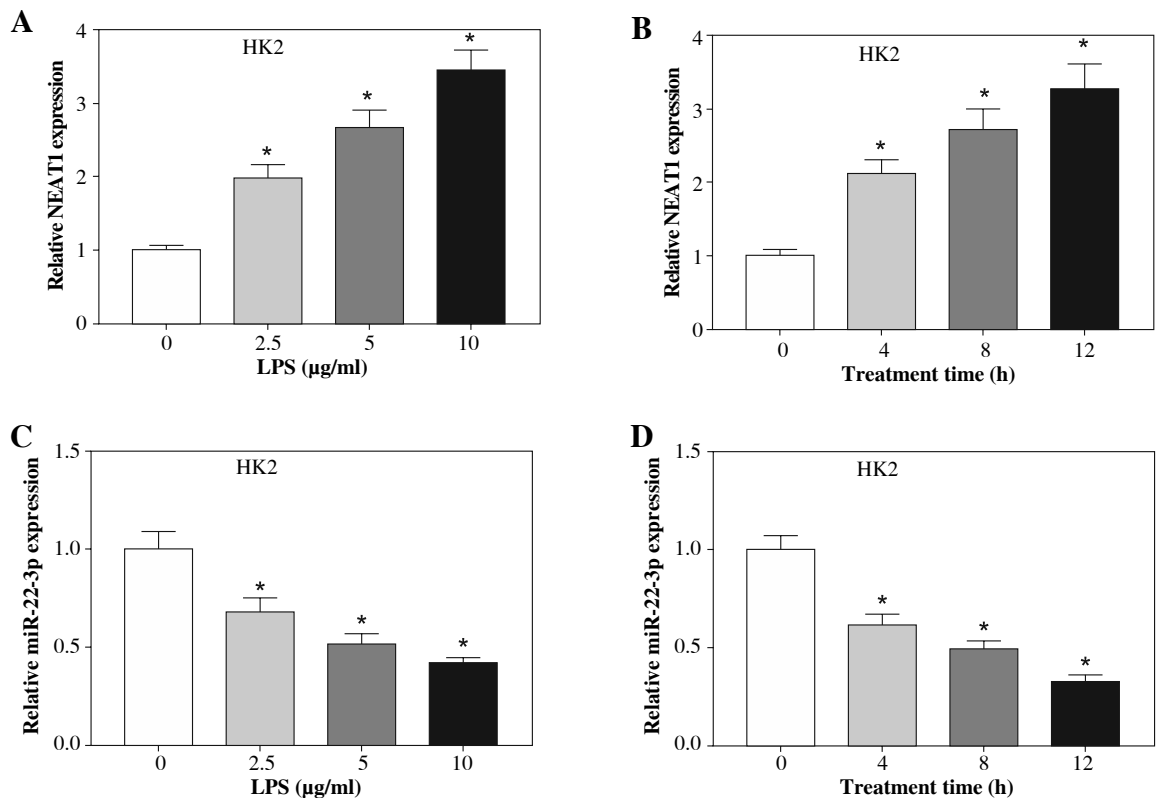 A
HK2
Relative NEAT1 expression
4
3
2
1
0
*
*
*
0 2.5 5 10
LPS (µg/ml)
B
HK2
Relative NEAT1 expression
4
3
2
1
0
*
*
*
0 4 8 12
Treatment time (h)
C
HK2
Relative miR-22-3p expression
1.5
1.0
0.5
0.0
*
*
*
0 2.5 5 10
LPS (µg/ml)
D
HK2
Relative miR-22-3p expression
1.5
1.0
0.5
0.0
*
*
*
0 4 8 12
Treatment time (h)